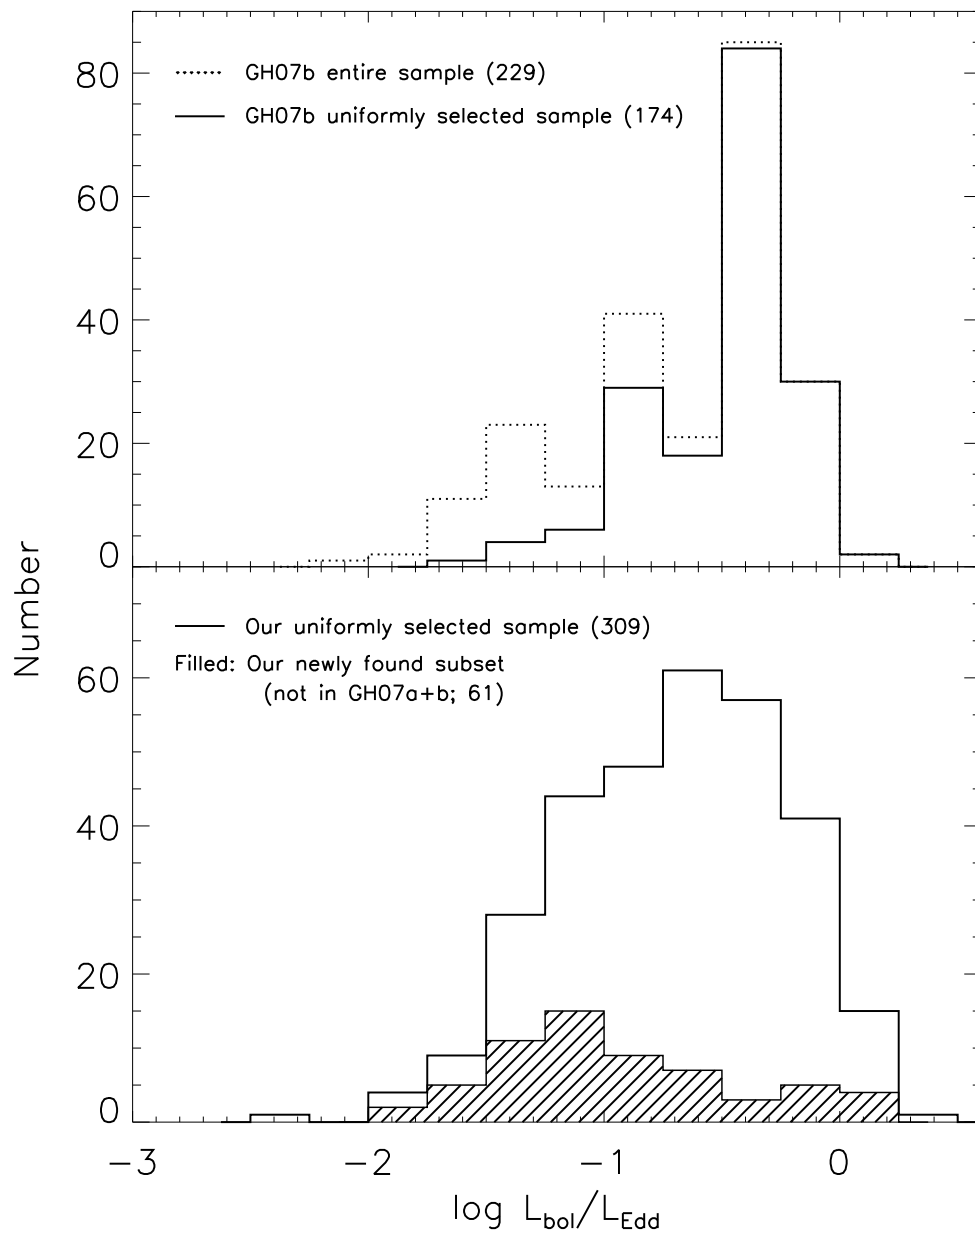 80
60
40
20
0
GH07b entire sample (229)
GH07b uniformly selected sample (174)
Number
60
40
20
0
Our uniformly selected sample (309)
Filled: Our newly found subset
(not in GH07a+b; 61)
−3 −2 −1 0
log L_bol/L_Edd